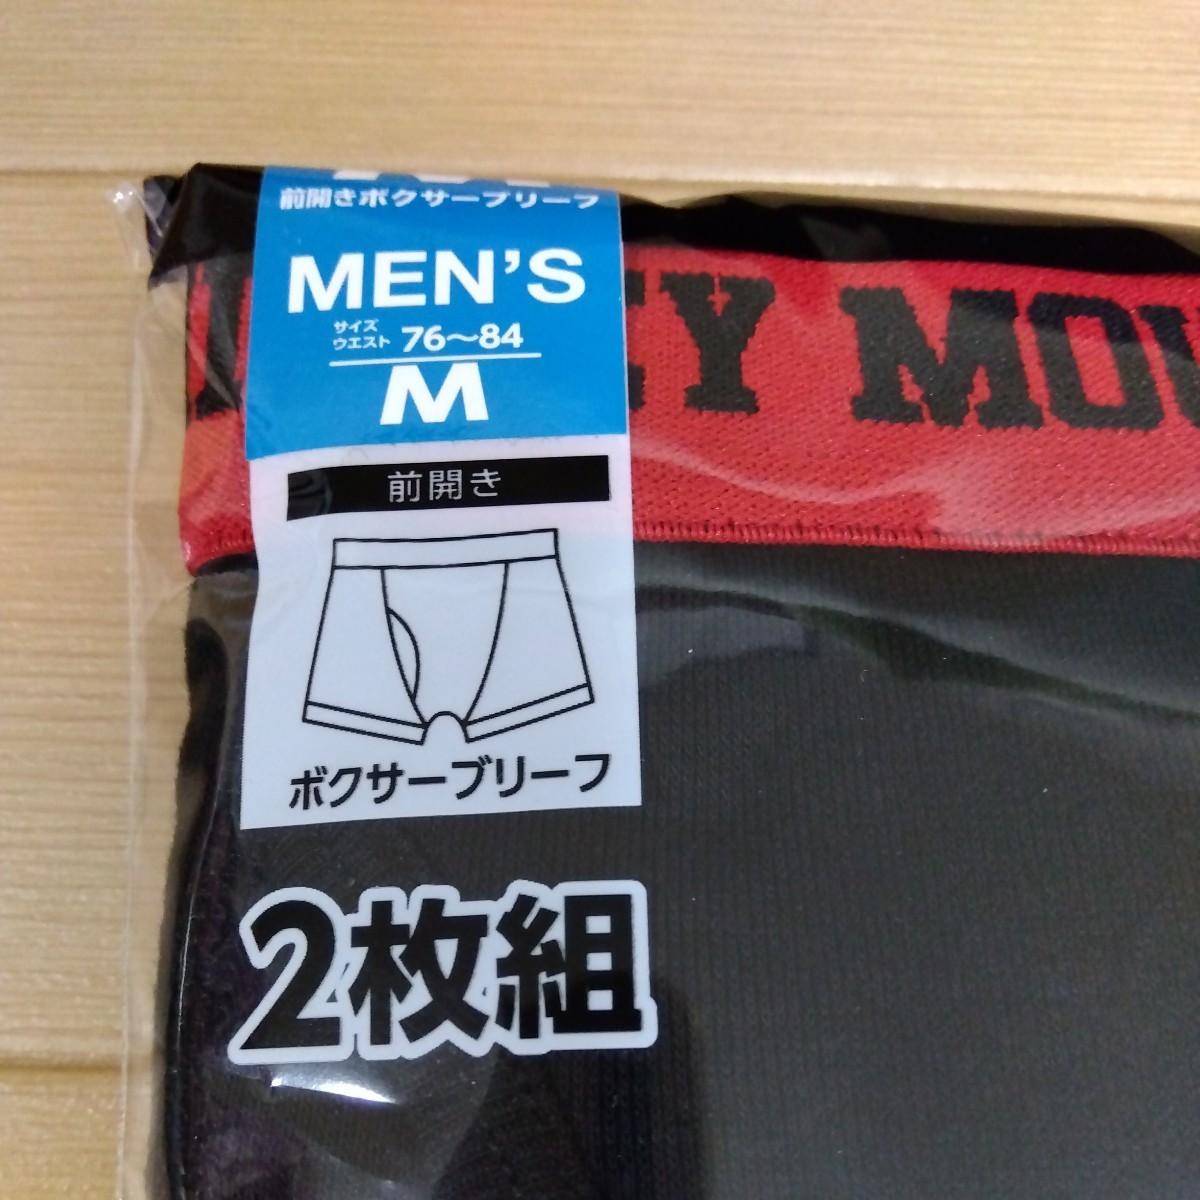 前開きボクサーブリーフ
MEN'S
サイズ
ウエスト 76～84
M
前開き
ボクサーブリーフ
2枚組